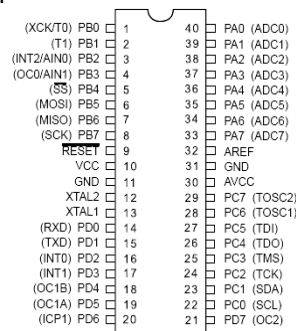 (XCK/T0) PB0 1 40 PA0 (ADC0)
(T1) PB1 2 39 PA1 (ADC1)
(INT2/AIN0) PB2 3 38 PA2 (ADC2)
(OC0/AIN1) PB3 4 37 PA3 (ADC3)
(SS) PB4 5 36 PA4 (ADC4)
(MOSI) PB5 6 35 PA5 (ADC5)
(MISO) PB6 7 34 PA6 (ADC6)
(SCK) PB7 8 33 PA7 (ADC7)
RESET 9 32 AREF
VCC 10 31 GND
GND 11 30 AVCC
XTAL2 12 29 PC7 (TOSC2)
XTAL1 13 28 PC6 (TOSC1)
(RXD) PD0 14 27 PC5 (TDI)
(TXD) PD1 15 26 PC4 (TDO)
(INT0) PD2 16 25 PC3 (TMS)
(INT1) PD3 17 24 PC2 (TCK)
(OC1B) PD4 18 23 PC1 (SDA)
(OC1A) PD5 19 22 PC0 (SCL)
(ICP1) PD6 20 21 PD7 (OC2)